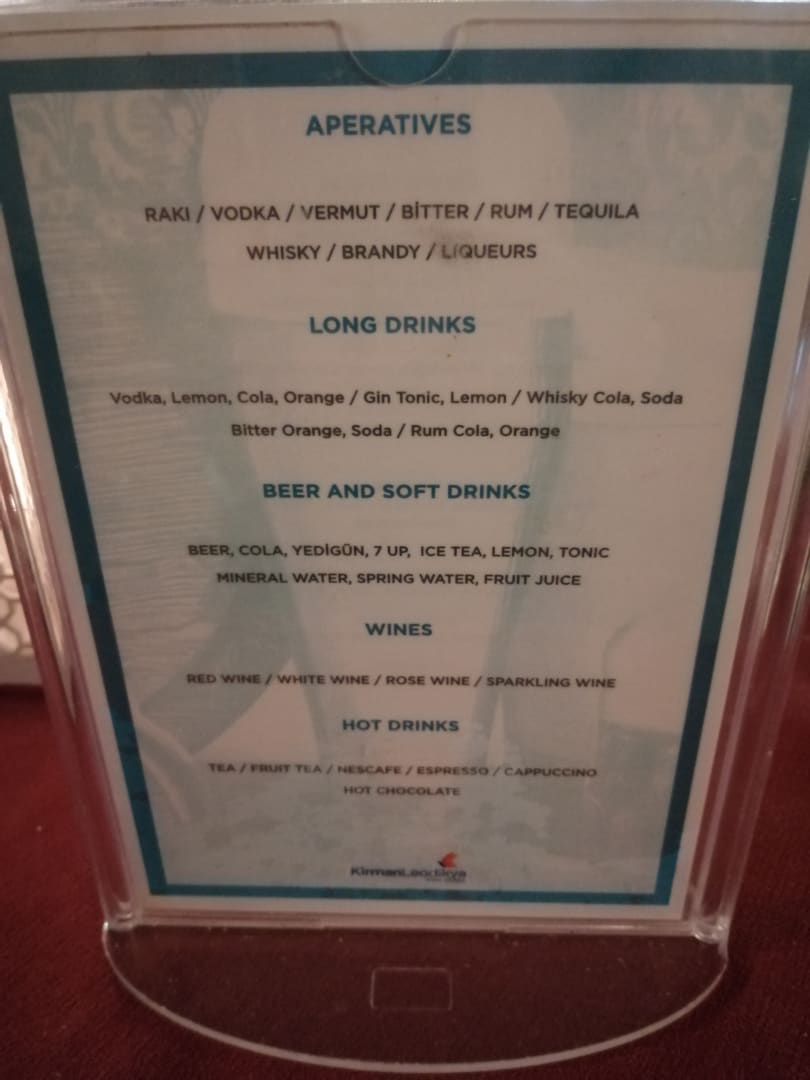 APERATIVES
RAKI / VODKA / VERMUT / BİTTER / RUM / TEQUILA
WHISKY / BRANDY / LIQUEURS
LONG DRINKS
Vodka, Lemon, Cola, Orange / Gin Tonic, Lemon / Whisky Cola, Soda
Bitter Orange, Soda / Rum Cola, Orange
BEER AND SOFT DRINKS
BEER, COLA, YEDİGÜN, 7 UP, ICE TEA, LEMON, TONIC
MINERAL WATER, SPRING WATER, FRUIT JUICE
WINES
RED WINE / WHITE WINE / ROSE WINE / SPARKLING WINE
HOT DRINKS
TEA / FRUIT TEA / NESCAFE / ESPRESSO / CAPPUCCINO
HOT CHOCOLATE
KirmanLeodikya